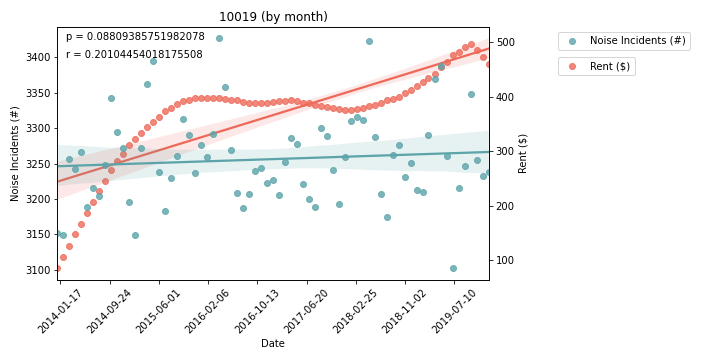 10019 (by month)
p = 0.08809385751982078
r = 0.20104454018175508
Noise Incidents (#)
Rent ($)
3400
3350
3300
3250
3200
3150
3100
Noise Incidents (#)
500
400
300
200
100
Rent ($)
2014-01-17
2014-09-24
2015-06-01
2016-02-06
2016-10-13
2017-06-20
2018-02-25
2018-11-02
2019-07-10
Date